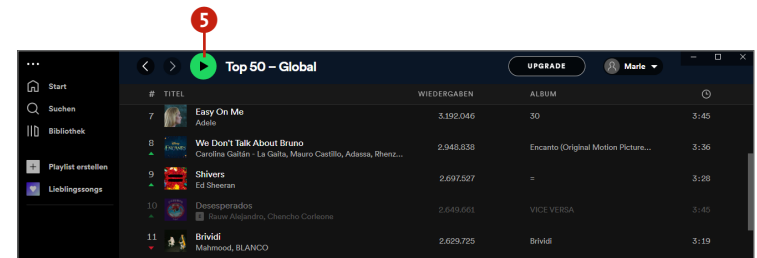 5
Top 50 – Global
UPGRADE
Marie
Start
Suchen
Bibliothek
Playlist erstellen
Lieblingssongs
# TITEL WIEDERGABEN ALBUM
7 Easy On Me 3.192.046 30 3:45
Adele
8 We Don't Talk About Bruno 2.948.838 Encanto (Original Motion Picture... 3:36
Carolina Gaitán - La Gaita, Mauro Castillo, Adassa, Rhenz...
9 Shivers 2.697.527 = 3:28
Ed Sheeran
10 Desesperados 2.649.661 VICE VERSA 3:45
E Rauw Alejandro, Chencho Corleone
11 Brividi 2.629.725 Brividi 3:19
Mahmood, BLANCO